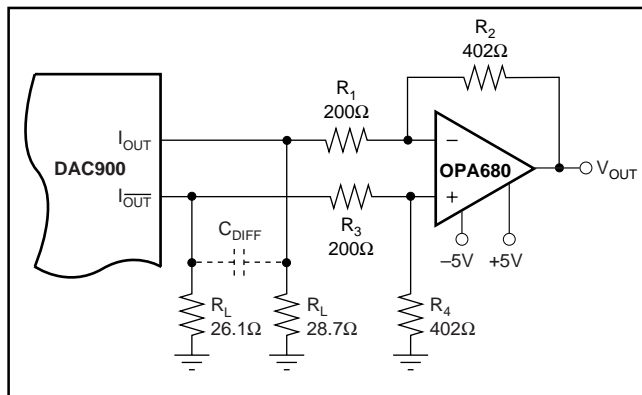 R2
402Ω
R1
200Ω
IOUT
DAC900
–
OPA680
VOUT
IOUT
+
CDIFF
R3
200Ω
–5V
+5V
RL
26.1Ω
RL
28.7Ω
R4
402Ω